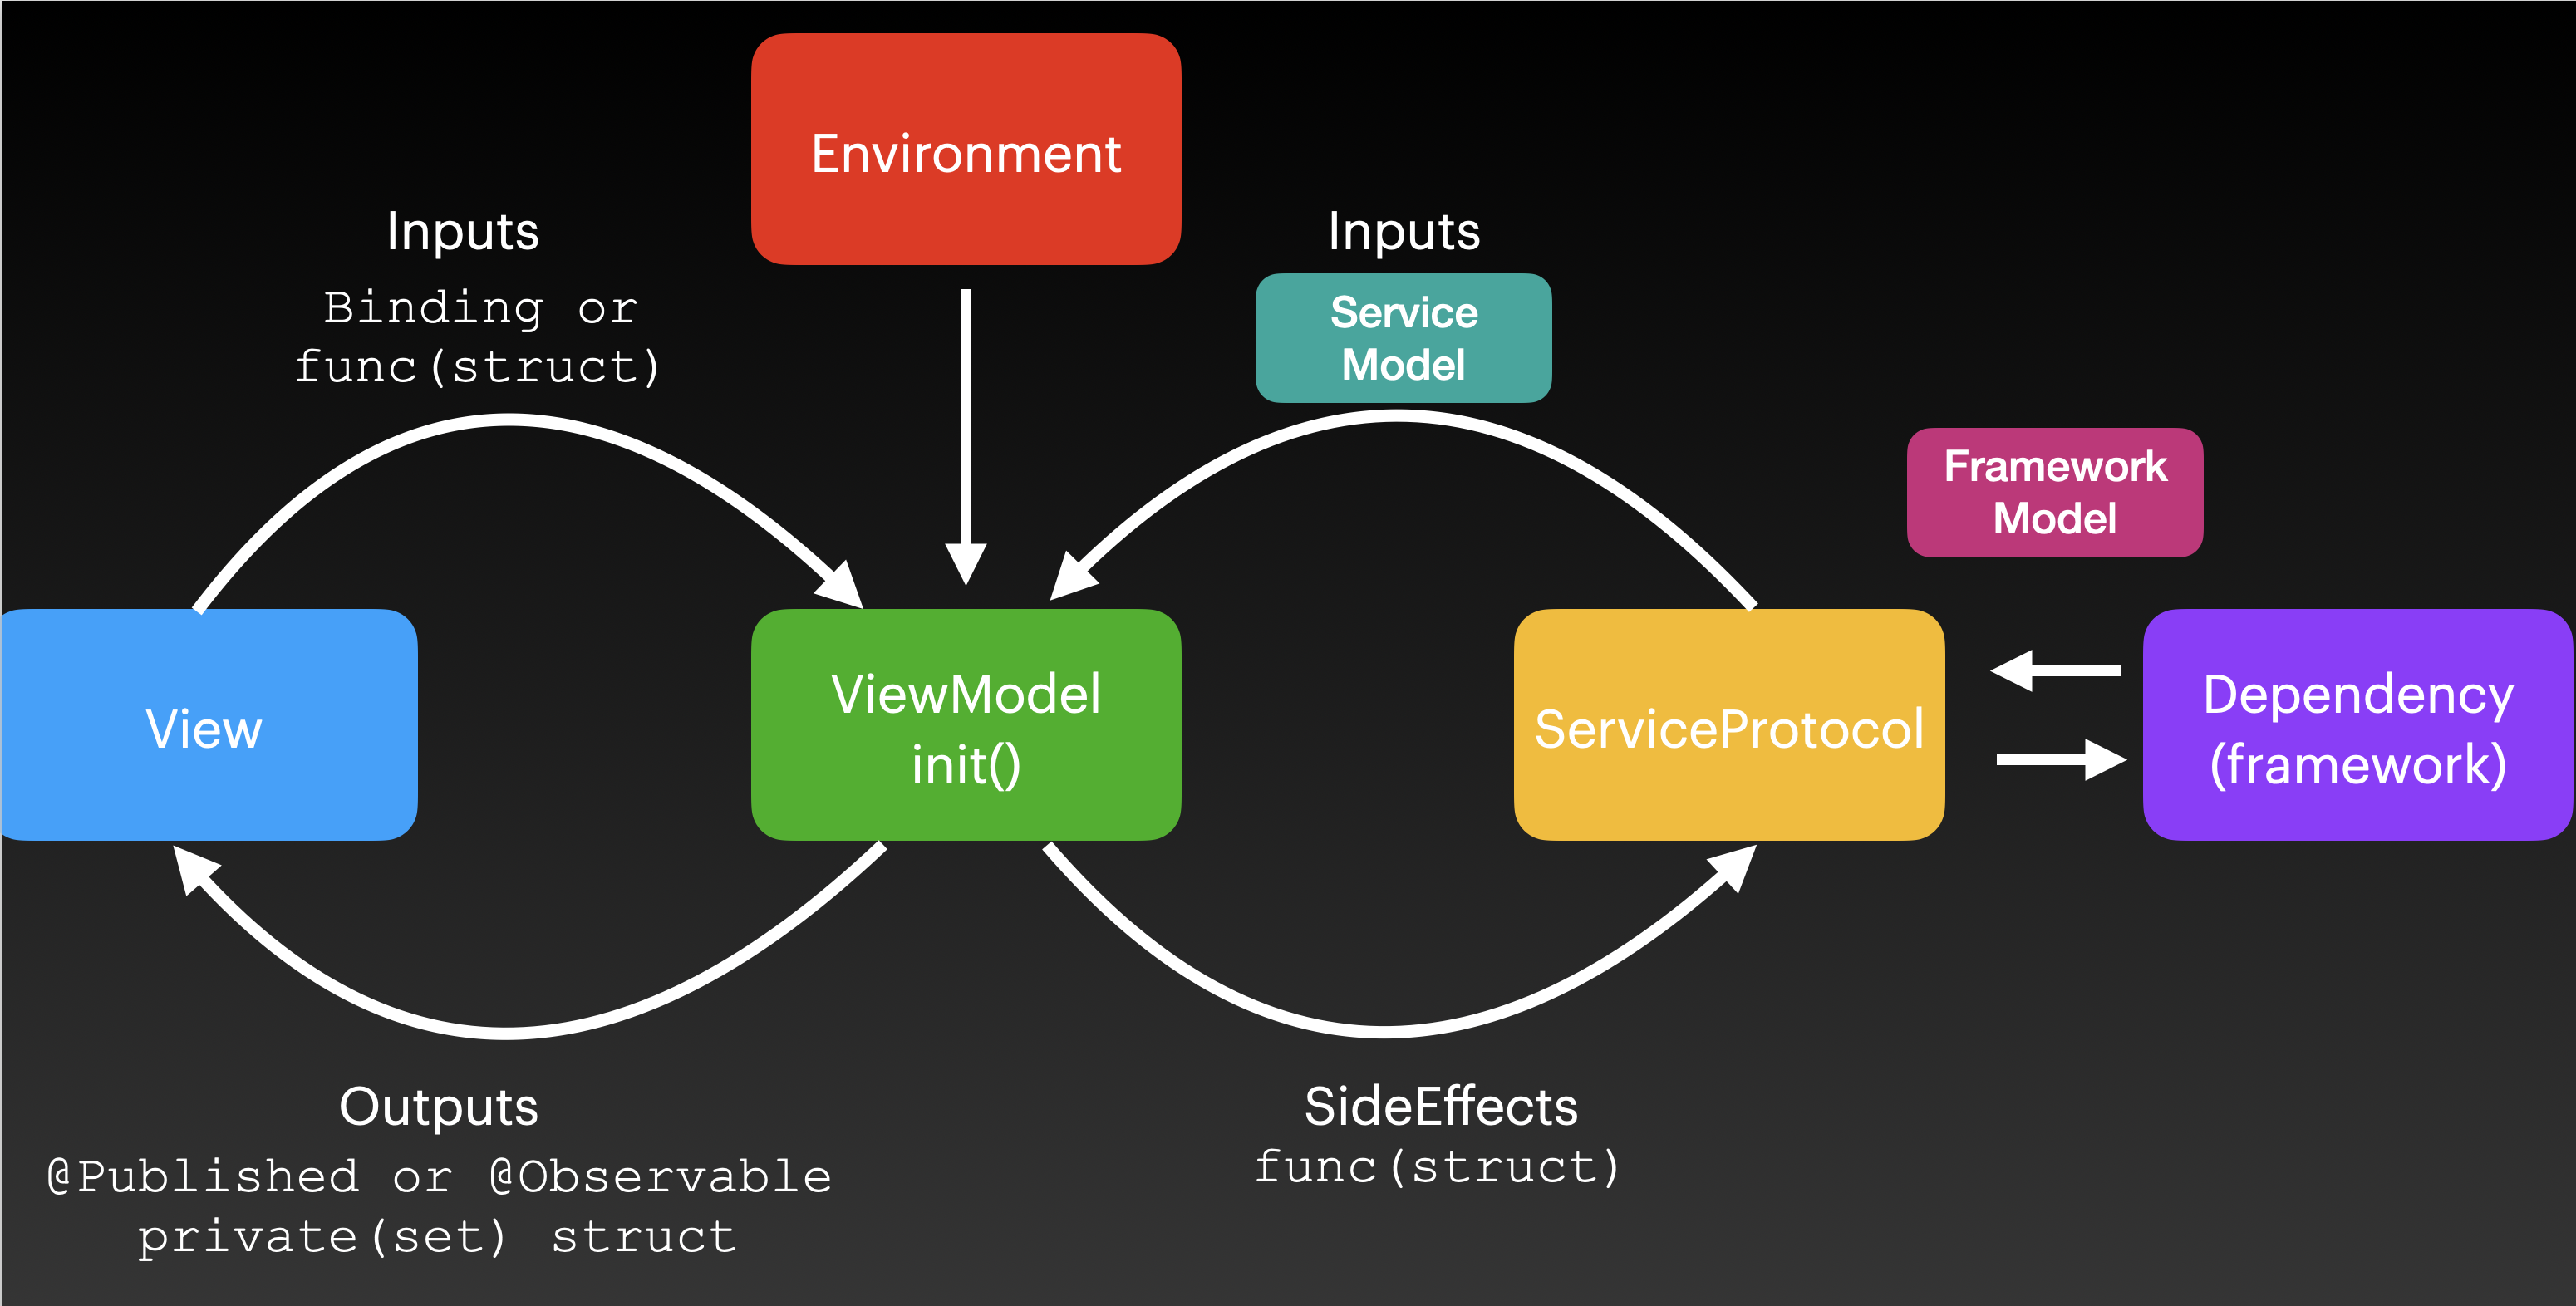 Environment
Inputs
Binding or
func(struct)
Inputs
Service
Model
Framework
Model
View
ViewModel
init()
ServiceProtocol
Dependency
(framework)
Outputs
@Published or @Observable
private(set) struct
SideEffects
func(struct)